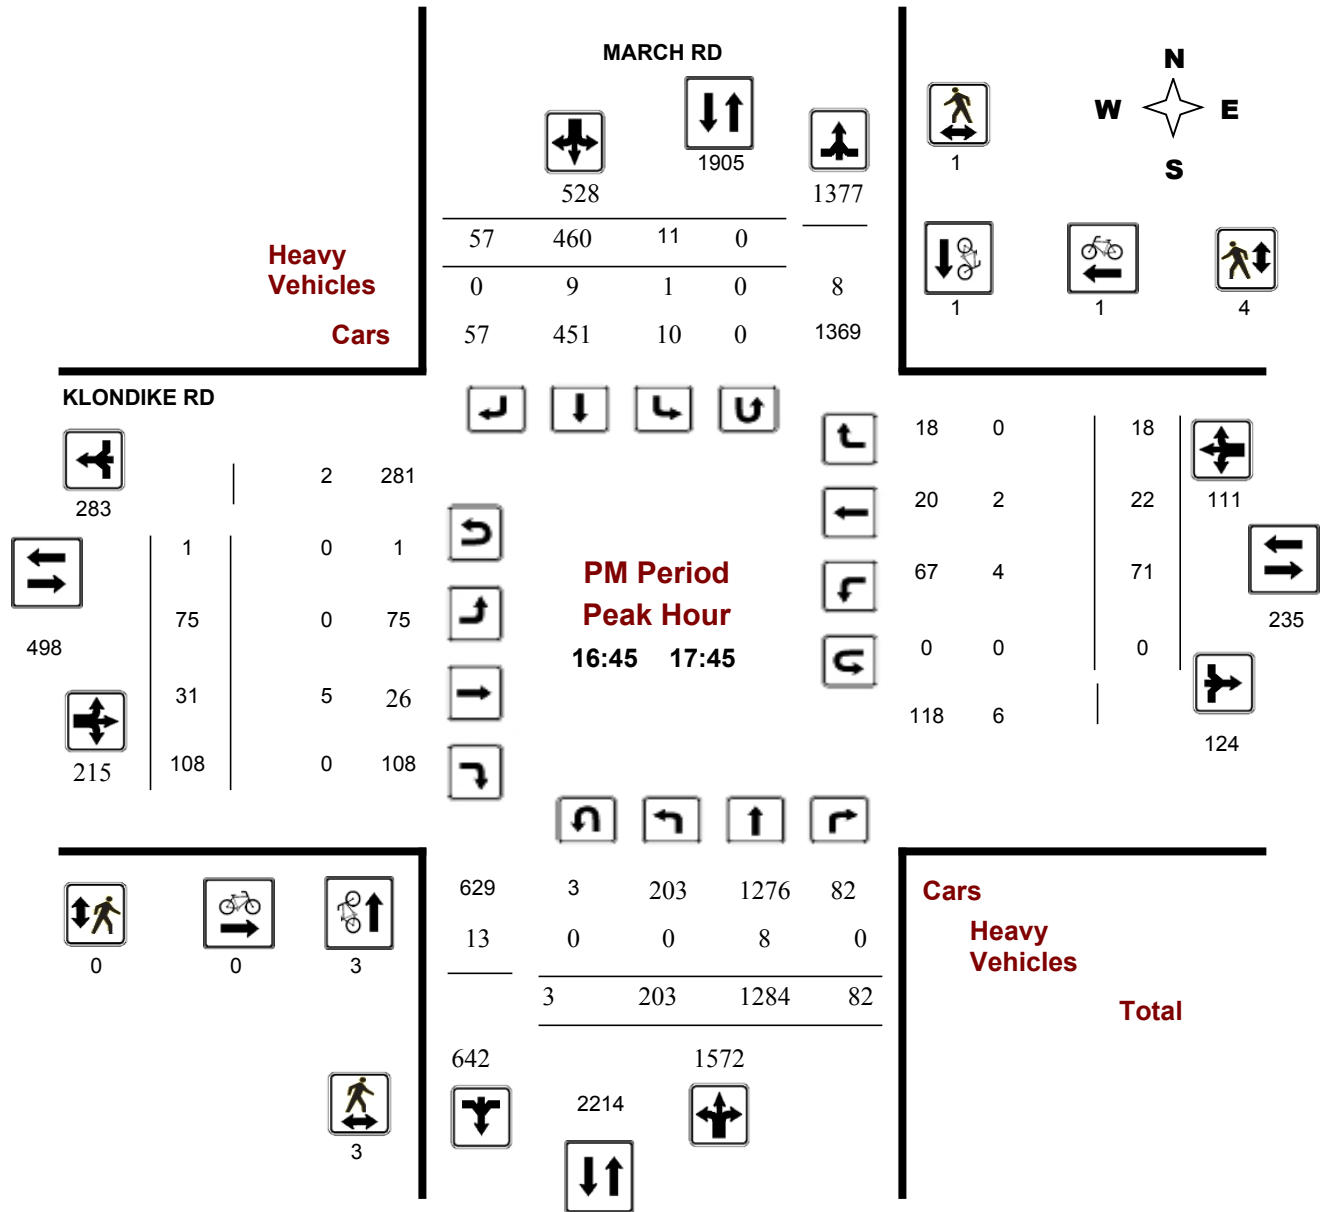 MARCH RD
N
W E
S
1905
1
528 1377
57 460 11 0
Heavy
Vehicles
0 9 1 0 8
1 1 4
Cars
57 451 10 0 1369
KLONDIKE RD
18 0 18
2 281
283
20 2 22 111
1 0 1
PM Period
67 4 71
Peak Hour
75 0 75
235
498
16:45 17:45
0 0 0
31 5 26
118 6
124
215 108 0 108
629 3 203 1276 82
Cars
13 0 0 8 0
Heavy
Vehicles
0 0 3
3 203 1284 82
Total
642 1572
2214
3